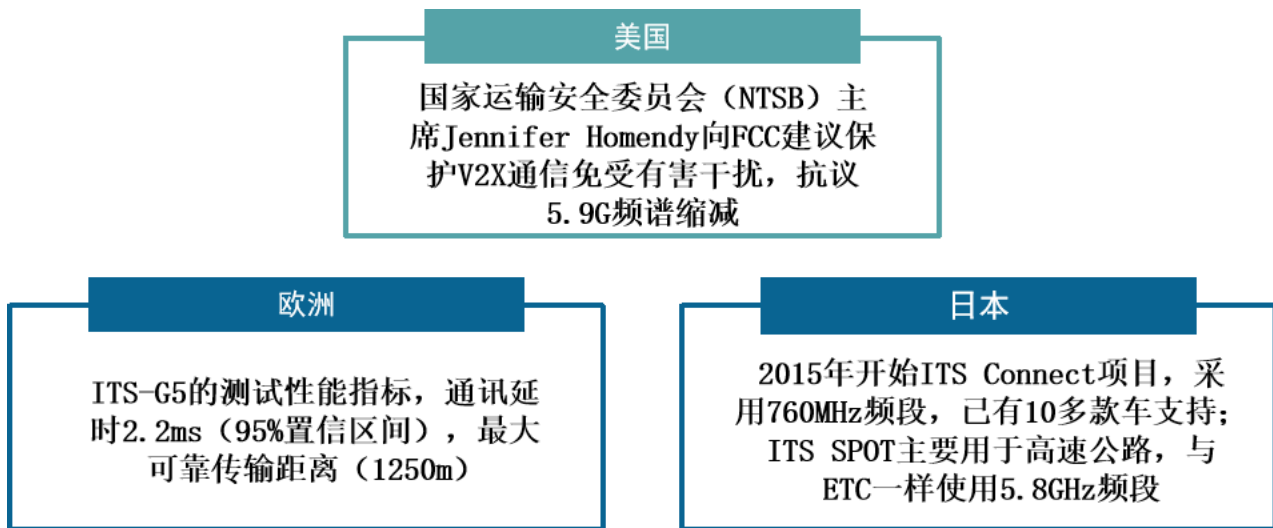 美国
国家运输安全委员会（NTSB）主
席Jennifer Homendy向FCC建议保
护V2X通信免受有害干扰，抗议
5.9G频谱缩减
欧洲
ITS-G5的测试性能指标，通讯延
时2.2ms（95%置信区间），最大
可靠传输距离（1250m）
日本
2015年开始ITS Connect项目，采
用760MHz频段，已有10多款车支持；
ITS SPOT主要用于高速公路，与
ETC一样使用5.8GHz频段